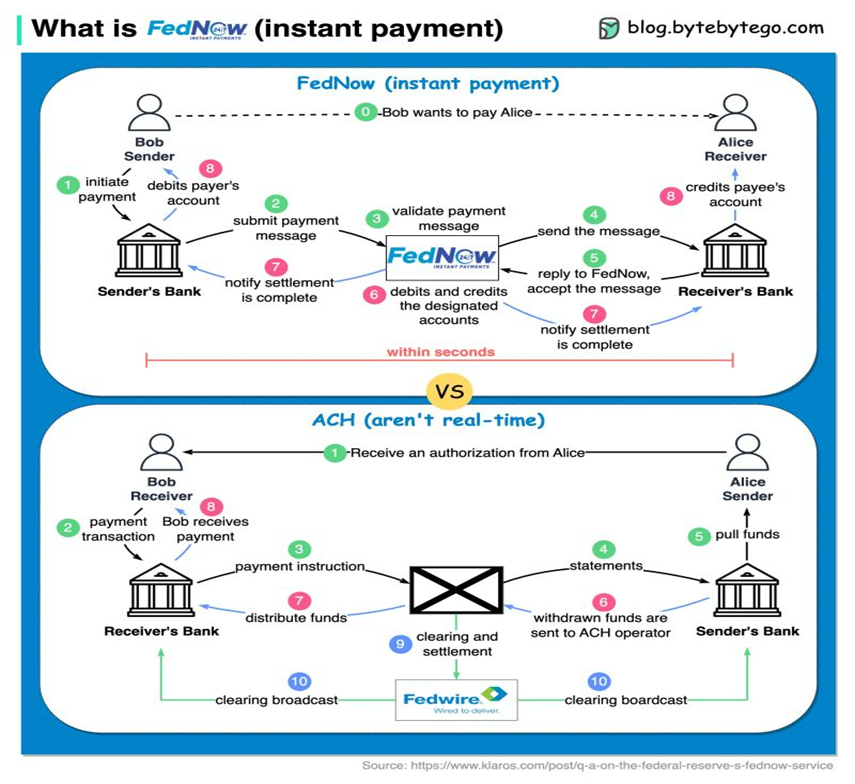 What is FedNow 24/7 INSTANT PAYMENTS (instant payment)
blog.bytebytego.com
FedNow (instant payment)
0 Bob wants to pay Alice
Bob
Sender
Alice
Receiver
1 initiate
payment
8
debits payer's
account
2
submit payment
message
3 validate payment
message
4
send the message
8 credits payee's
account
Sender's Bank
FedNow 24/7
INSTANT PAYMENTS
5
reply to FedNow,
accept the message
Receiver's Bank
7
notify settlement
is complete
6 debits and credits
the designated
accounts
7
notify settlement
is complete
within seconds
VS
ACH (aren't real-time)
1 Receive an authorization from Alice
Bob
Receiver
Alice
Sender
2 payment
transaction
8
Bob receives
payment
3
payment instruction
4
statements
5 pull funds
Receiver's Bank
7
distribute funds
6
withdrawn funds are
sent to ACH operator
Sender's Bank
9 clearing and
settlement
10
clearing broadcast
Fedwire
Wired to deliver.
10
clearing boardcast
Source: https://www.klaros.com/post/q-a-on-the-federal-reserve-s-fednow-service